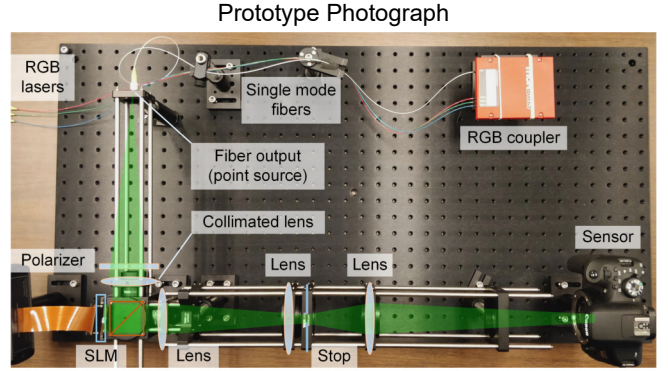 Prototype Photograph
RGB
lasers
Single mode
fibers
RGB coupler
Fiber output
(point source)
Collimated lens
Sensor
Polarizer
Lens
Lens
SLM
Lens
Stop